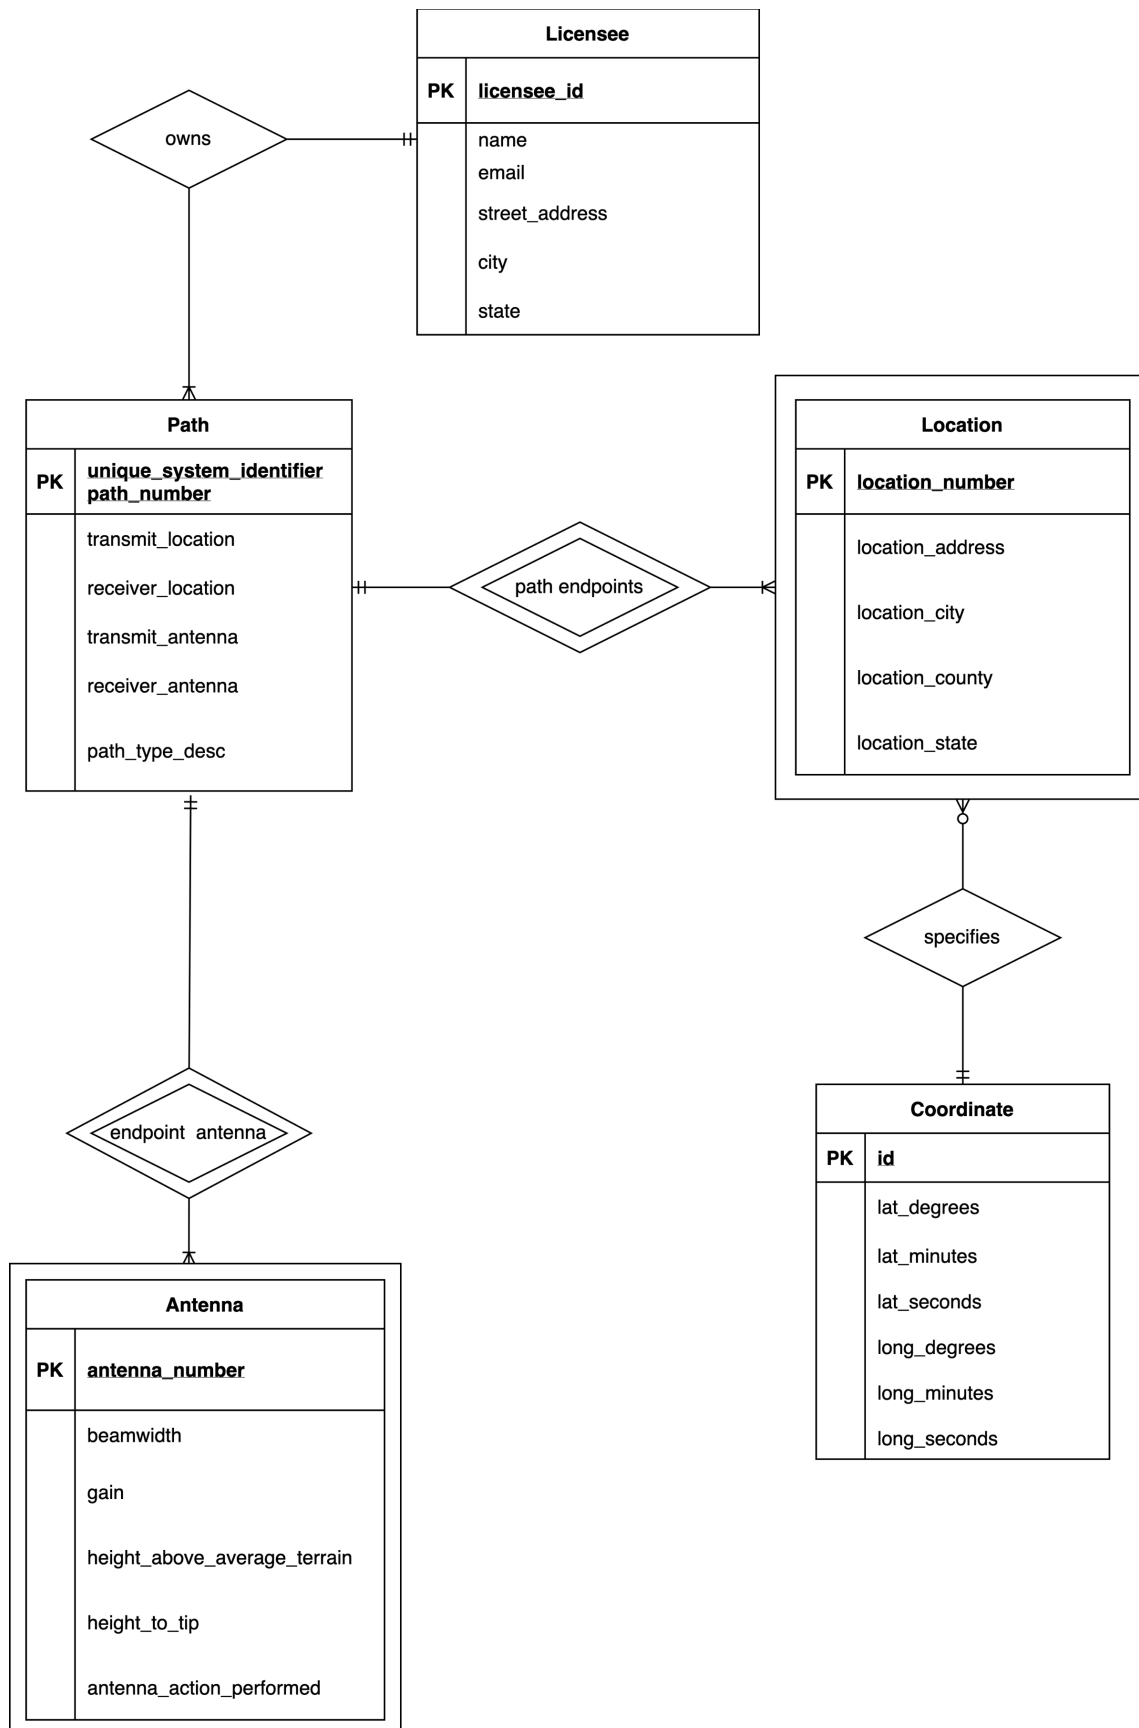 Licensee
PK licensee_id
name
email
street_address
city
state
owns
Path
PK unique_system_identifier
path_number
transmit_location
receiver_location
transmit_antenna
receiver_antenna
path_type_desc
path endpoints
Location
PK location_number
location_address
location_city
location_county
location_state
specifies
Coordinate
PK id
lat_degrees
lat_minutes
lat_seconds
long_degrees
long_minutes
long_seconds
endpoint antenna
Antenna
PK antenna_number
beamwidth
gain
height_above_average_terrain
height_to_tip
antenna_action_performed